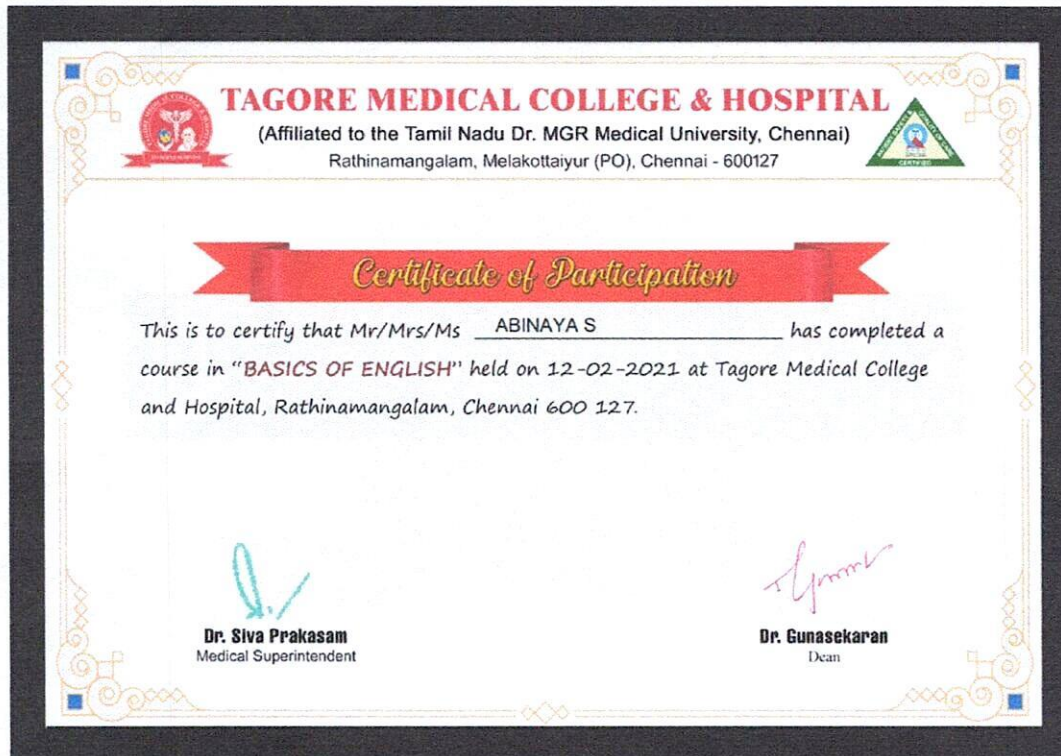 TAGORE MEDICAL COLLEGE & HOSPITAL
(Affiliated to the Tamil Nadu Dr. MGR Medical University, Chennai)
Rathinamangalam, Melakottaiyur (PO), Chennai - 600127
Certificate of Participation
This is to certify that Mr/Mrs/Ms ABINAYA S has completed a
course in "BASICS OF ENGLISH" held on 12-02-2021 at Tagore Medical College
and Hospital, Rathinamangalam, Chennai 600 127.
Dr. Siva Prakasam
Medical Superintendent
Dr. Gunasekaran
Dean